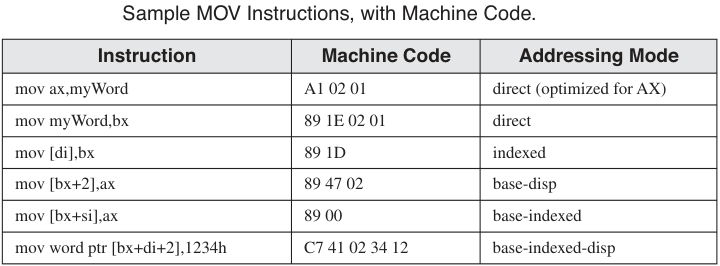 Sample MOV Instructions, with Machine Code.
Instruction Machine Code Addressing Mode
mov ax,myWord A1 02 01 direct (optimized for AX)
mov myWord,bx 89 1E 02 01 direct
mov [di],bx 89 1D indexed
mov [bx+2],ax 89 47 02 base-disp
mov [bx+si],ax 89 00 base-indexed
mov word ptr [bx+di+2],1234h C7 41 02 34 12 base-indexed-disp